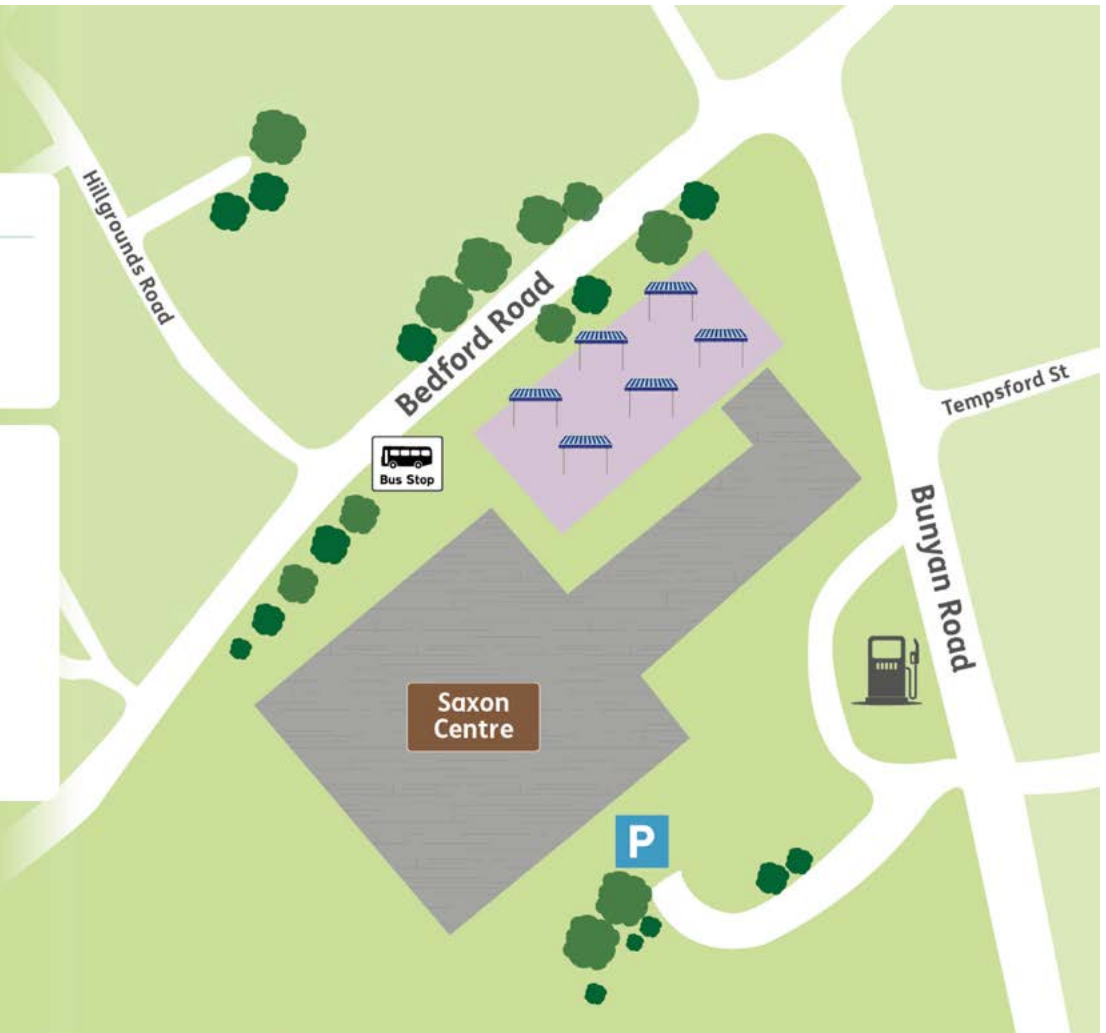 Hillgrounds Road
Bedford Road
Tempsford St
Bus Stop
Bunyan Road
Saxon
Centre
P